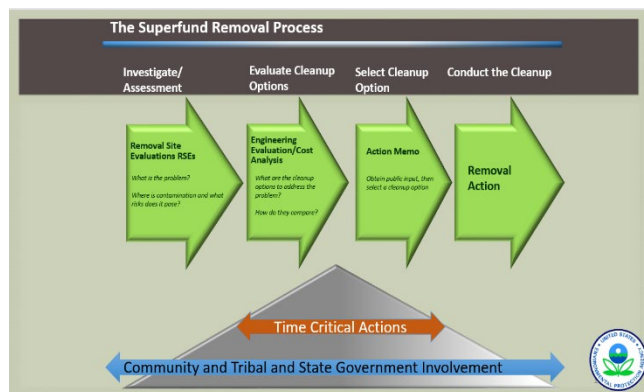 The Superfund Removal Process
Investigate/
Assessment
Evaluate Cleanup
Options
Select Cleanup
Option
Conduct the Cleanup
Removal Site
Evaluations RSEs
What is the problem?
Where is contamination and what
risks does it pose?
Engineering
Evaluation/Cost
Analysis
What are the cleanup
options to address the
problem?
How do they compare?
Action Memo
Obtain public input, then
select a cleanup option
Removal
Action
Time Critical Actions
Community and Tribal and State Government Involvement
UNITED STATES